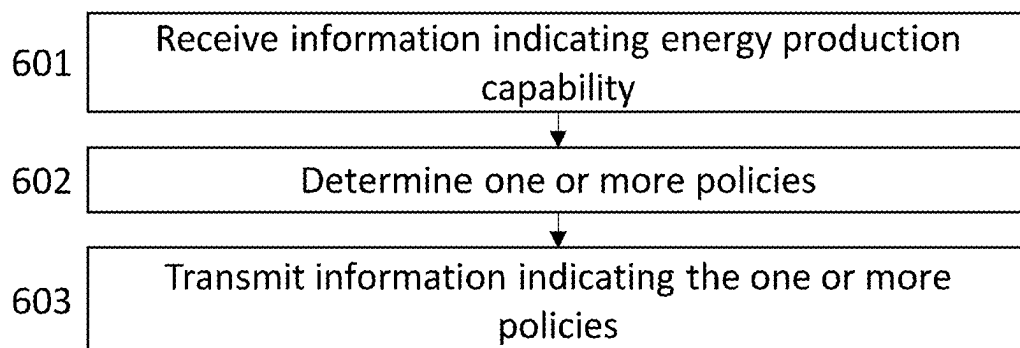 601
Receive information indicating energy production
capability
602
Determine one or more policies
603
Transmit information indicating the one or more
policies